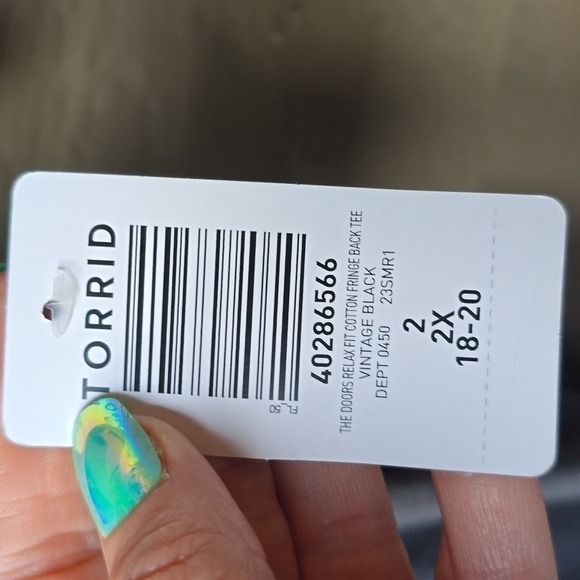 TORRID
FL_50
40286566
THE DOORS RELAX FIT COTTON FRINGE BACK TEE
VINTAGE BLACK
DEPT 0450 23SMR1
2
2X
18-20